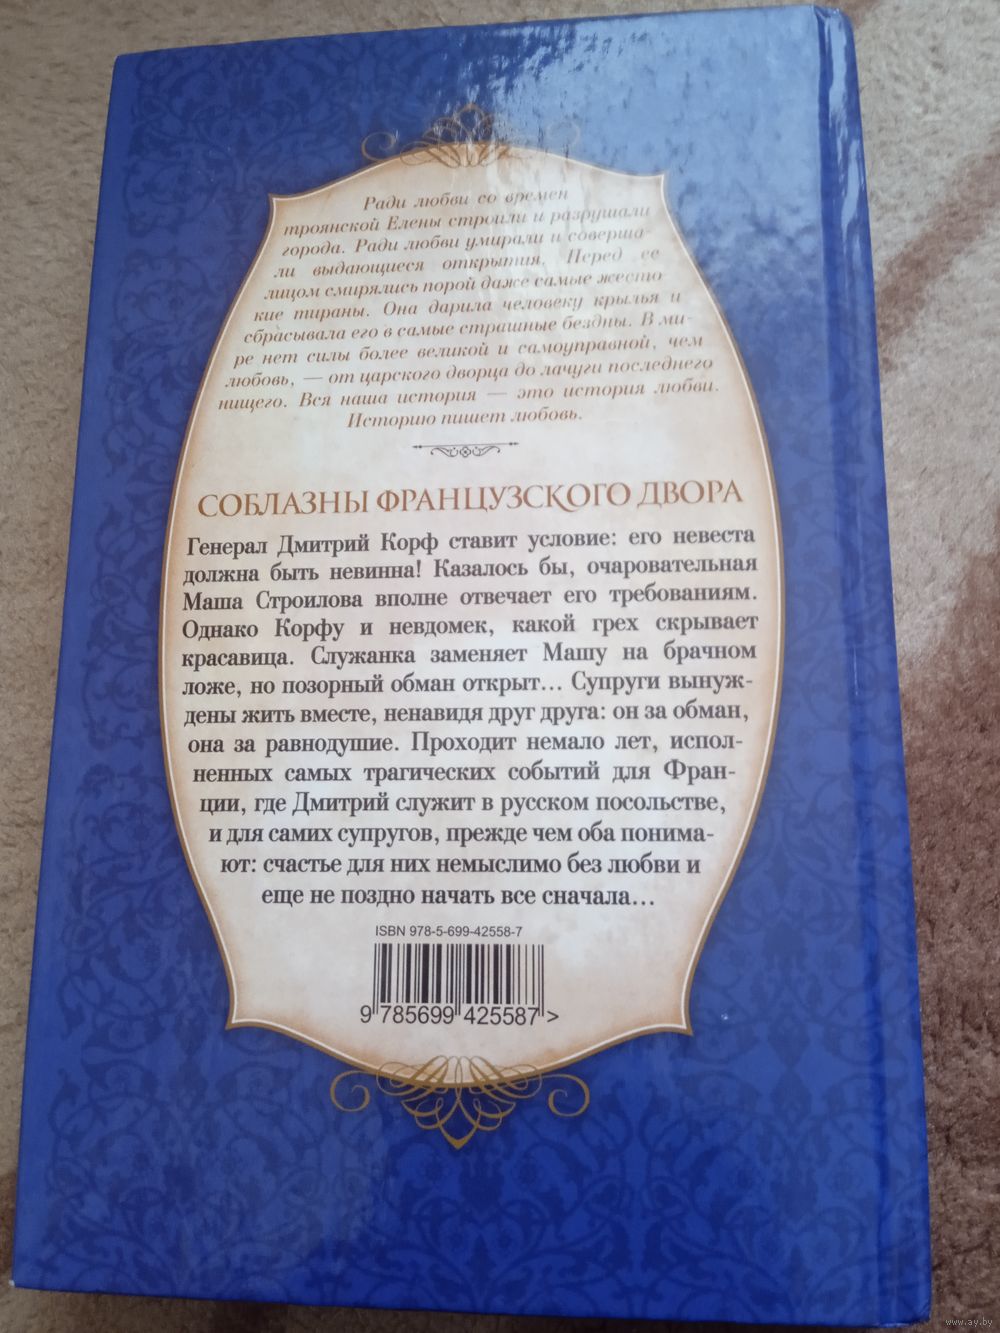 Ради любви со времен
троянской Елены строили и разрушали
города. Ради любви умирали и соверша-
ли выдающиеся открытия. Перед ее
лицом смирялись порой даже самые жесто-
кие тираны. Она дарила человеку крылья и
сбрасывала его в самые страшные бездны. В ми-
ре нет силы более великой и самоуправной, чем
любовь, — от царского дворца до лачуги последнего
нищего. Вся наша история — это история любви.
Историю пишет любовь.
СОБЛАЗНЫ ФРАНЦУЗСКОГО ДВОРА
Генерал Дмитрий Корф ставит условие: его невеста
должна быть невинна! Казалось бы, очаровательная
Маша Строилова вполне отвечает его требованиям.
Однако Корфу и невдомек, какой грех скрывает
красавица. Служанка заменяет Машу на брачном
ложе, но позорный обман открыт... Супруги вынуж-
дены жить вместе, ненавидя друг друга: он за обман,
она за равнодушие. Проходит немало лет, испол-
ненных самых трагических событий для Фран-
ции, где Дмитрий служит в русском посольстве,
и для самих супругов, прежде чем оба понима-
ют: счастье для них немыслимо без любви и
еще не поздно начать все сначала...
ISBN 978-5-699-42558-7
9 785699 425587 >
www.ay.by